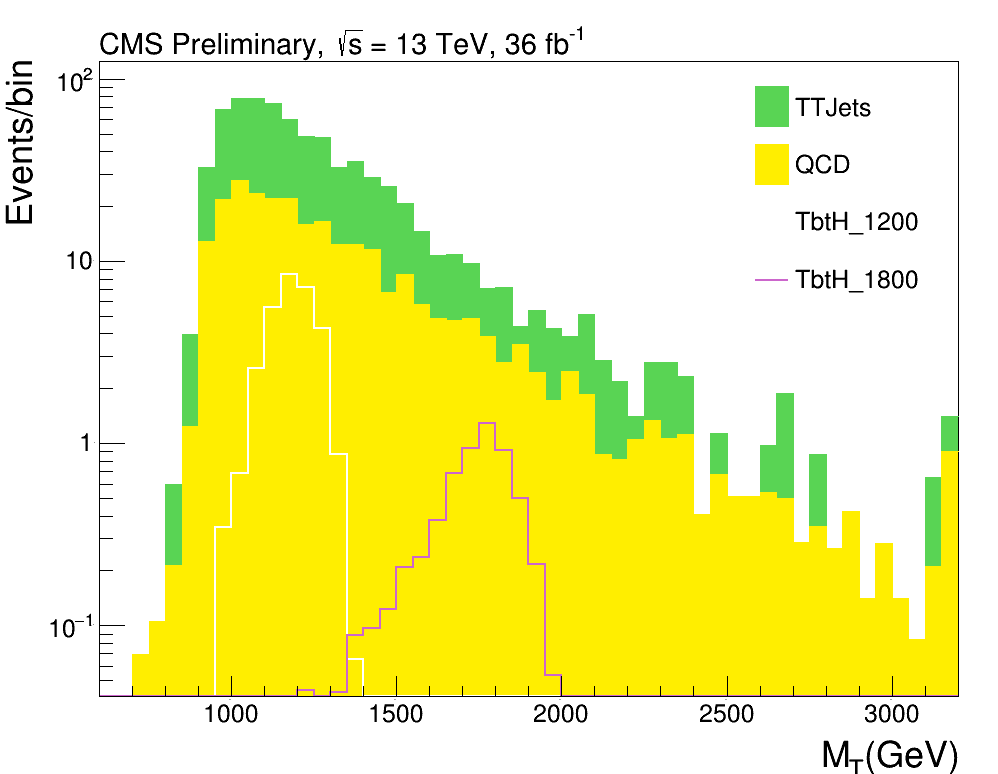 CMS Preliminary, √s = 13 TeV, 36 fb⁻¹
Events/bin
10²
10
1
10⁻¹
TTJets
QCD
TbtH_1200
TbtH_1800
1000 1500 2000 2500 3000
M_T(GeV)